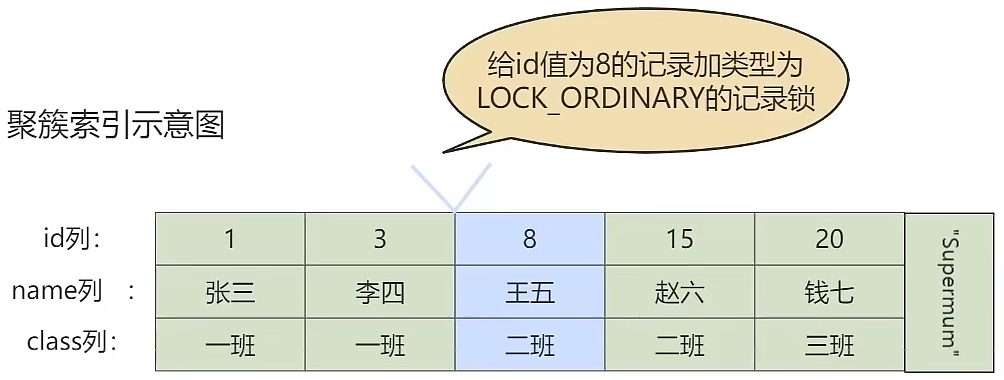 给id值为8的记录加类型为
LOCK_ORDINARY的记录锁
聚簇索引示意图
id列： 1 3 8 15 20 "Supermum"
name列 ： 张三 李四 王五 赵六 钱七
class列： 一班 一班 二班 二班 三班